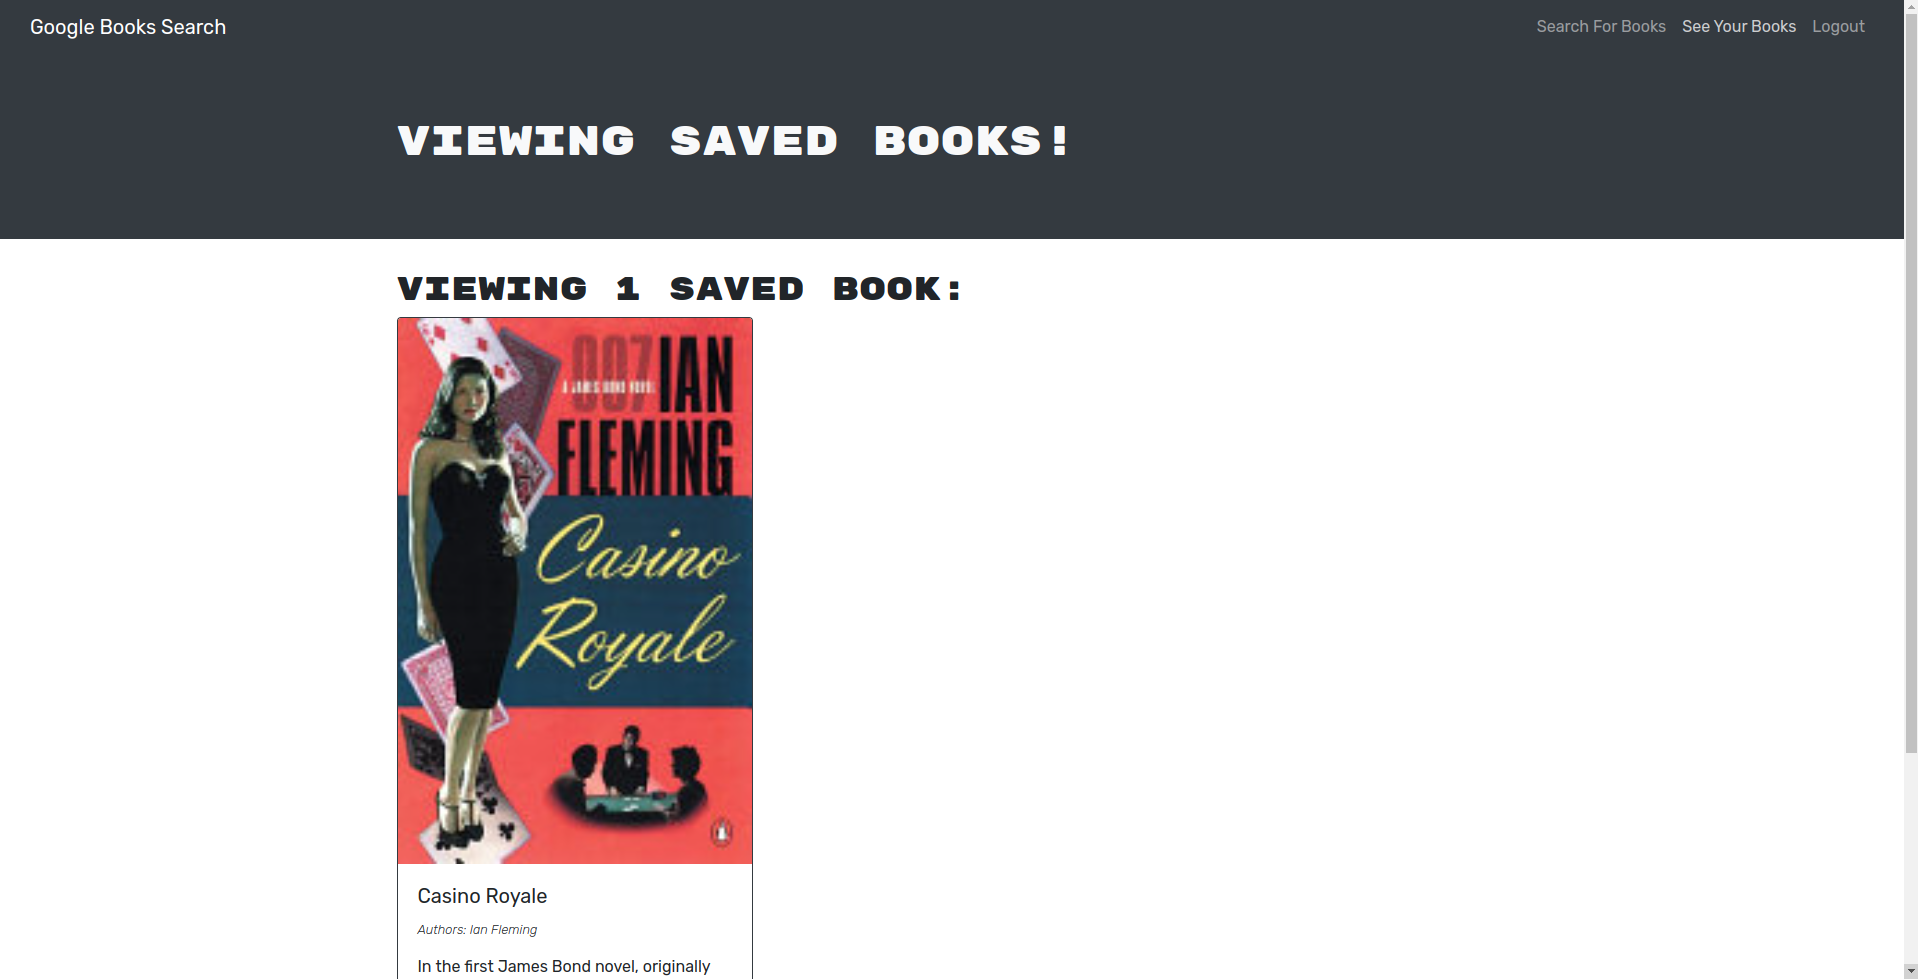 Google Books Search
Search For Books See Your Books Logout
VIEWING SAVED BOOKS!
VIEWING 1 SAVED BOOK:
007 IAN
A JAMES BOND NOVEL
FLEMING
Casino
Royale
Casino Royale
Authors: Ian Fleming
In the first James Bond novel, originally